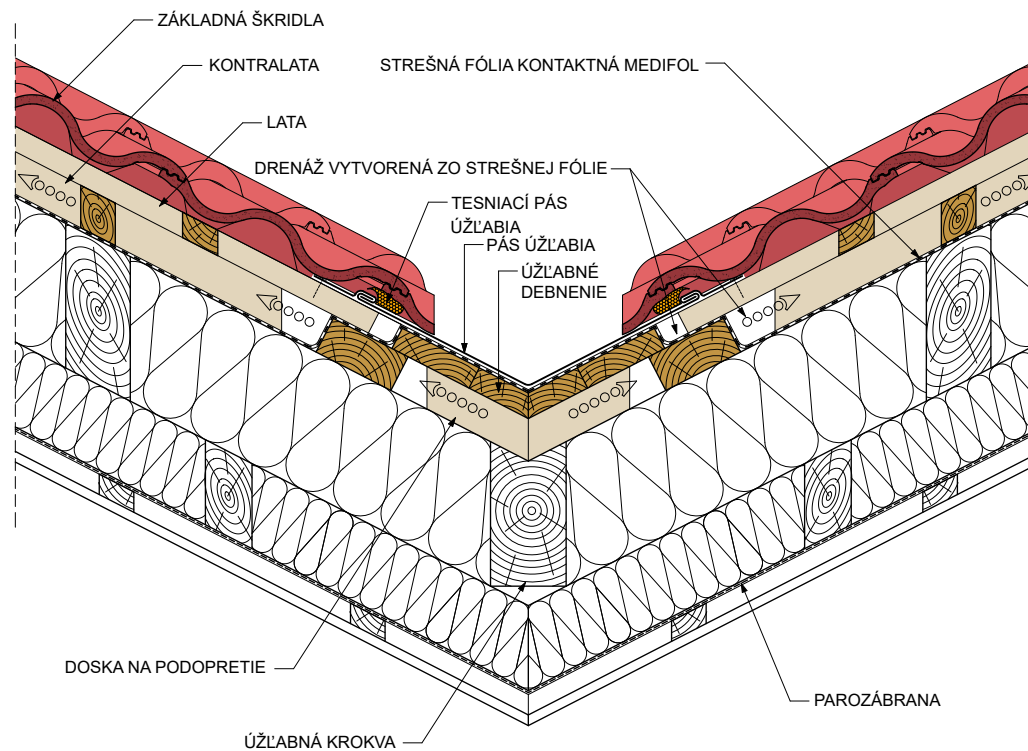 ZÁKLADNÁ ŠKRIDLA
KONTRALATA
STREŠNÁ FÓLIA KONTAKTNÁ MEDIFOL
LATA
DRENÁŽ VYTVORENÁ ZO STREŠNEJ FÓLIE
TESNIACÍ PÁS
ÚŽĽABIA
PÁS ÚŽĽABIA
ÚŽĽABNÉ
DEBNENIE
DOSKA NA PODOPRETIE
PAROZÁBRANA
ÚŽĽABNÁ KROKVA